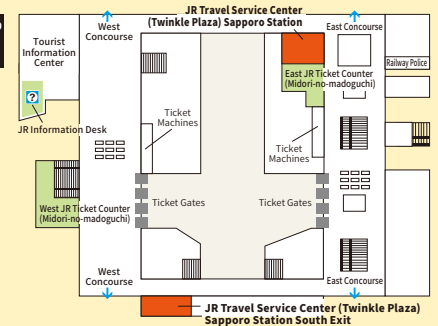 JR Travel Service Center
(Twinkle Plaza) Sapporo Station
West
Concourse
East Concourse
Tourist
Information
Center
Railway Police
East JR Ticket Counter
(Midori-no-madoguchi)
?
JR Information Desk
Ticket
Machines
Ticket
Machines
West JR Ticket Counter
(Midori-no-madoguchi)
Ticket Gates
Ticket Gates
West
Concourse
East Concourse
JR Travel Service Center (Twinkle Plaza)
Sapporo Station South Exit